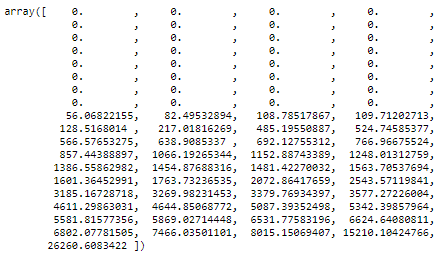 array([    0.        ,     0.        ,     0.        ,     0.        ,
           0.        ,     0.        ,     0.        ,     0.        ,
           0.        ,     0.        ,     0.        ,     0.        ,
           0.        ,     0.        ,     0.        ,     0.        ,
           0.        ,     0.        ,     0.        ,     0.        ,
           0.        ,     0.        ,     0.        ,     0.        ,
           0.        ,     0.        ,     0.        ,     0.        ,
           0.        ,     0.        ,     0.        ,     0.        ,
          56.06822155,    82.49532894,   108.78517867,   109.71202713,
         128.5168014 ,   217.01816269,   485.19550887,   524.74585377,
         566.57653275,   638.9085337 ,   692.12755312,   766.96675524,
         857.44388897,  1066.19265344,  1152.88743389,  1248.01312759,
        1386.55862982,  1454.87688316,  1481.42270032,  1563.70537694,
        1601.36452991,  1763.73236535,  2072.86417659,  2543.57119841,
        3185.16728718,  3269.98231453,  3379.76934397,  3577.27226004,
        4611.29863031,  4644.85068772,  5087.39352498,  5342.39857964,
        5581.81577356,  5869.02714448,  6531.77583196,  6624.64080811,
        6802.07781505,  7466.03501101,  8015.15069407, 15210.10424766,
       26260.6083422 ])